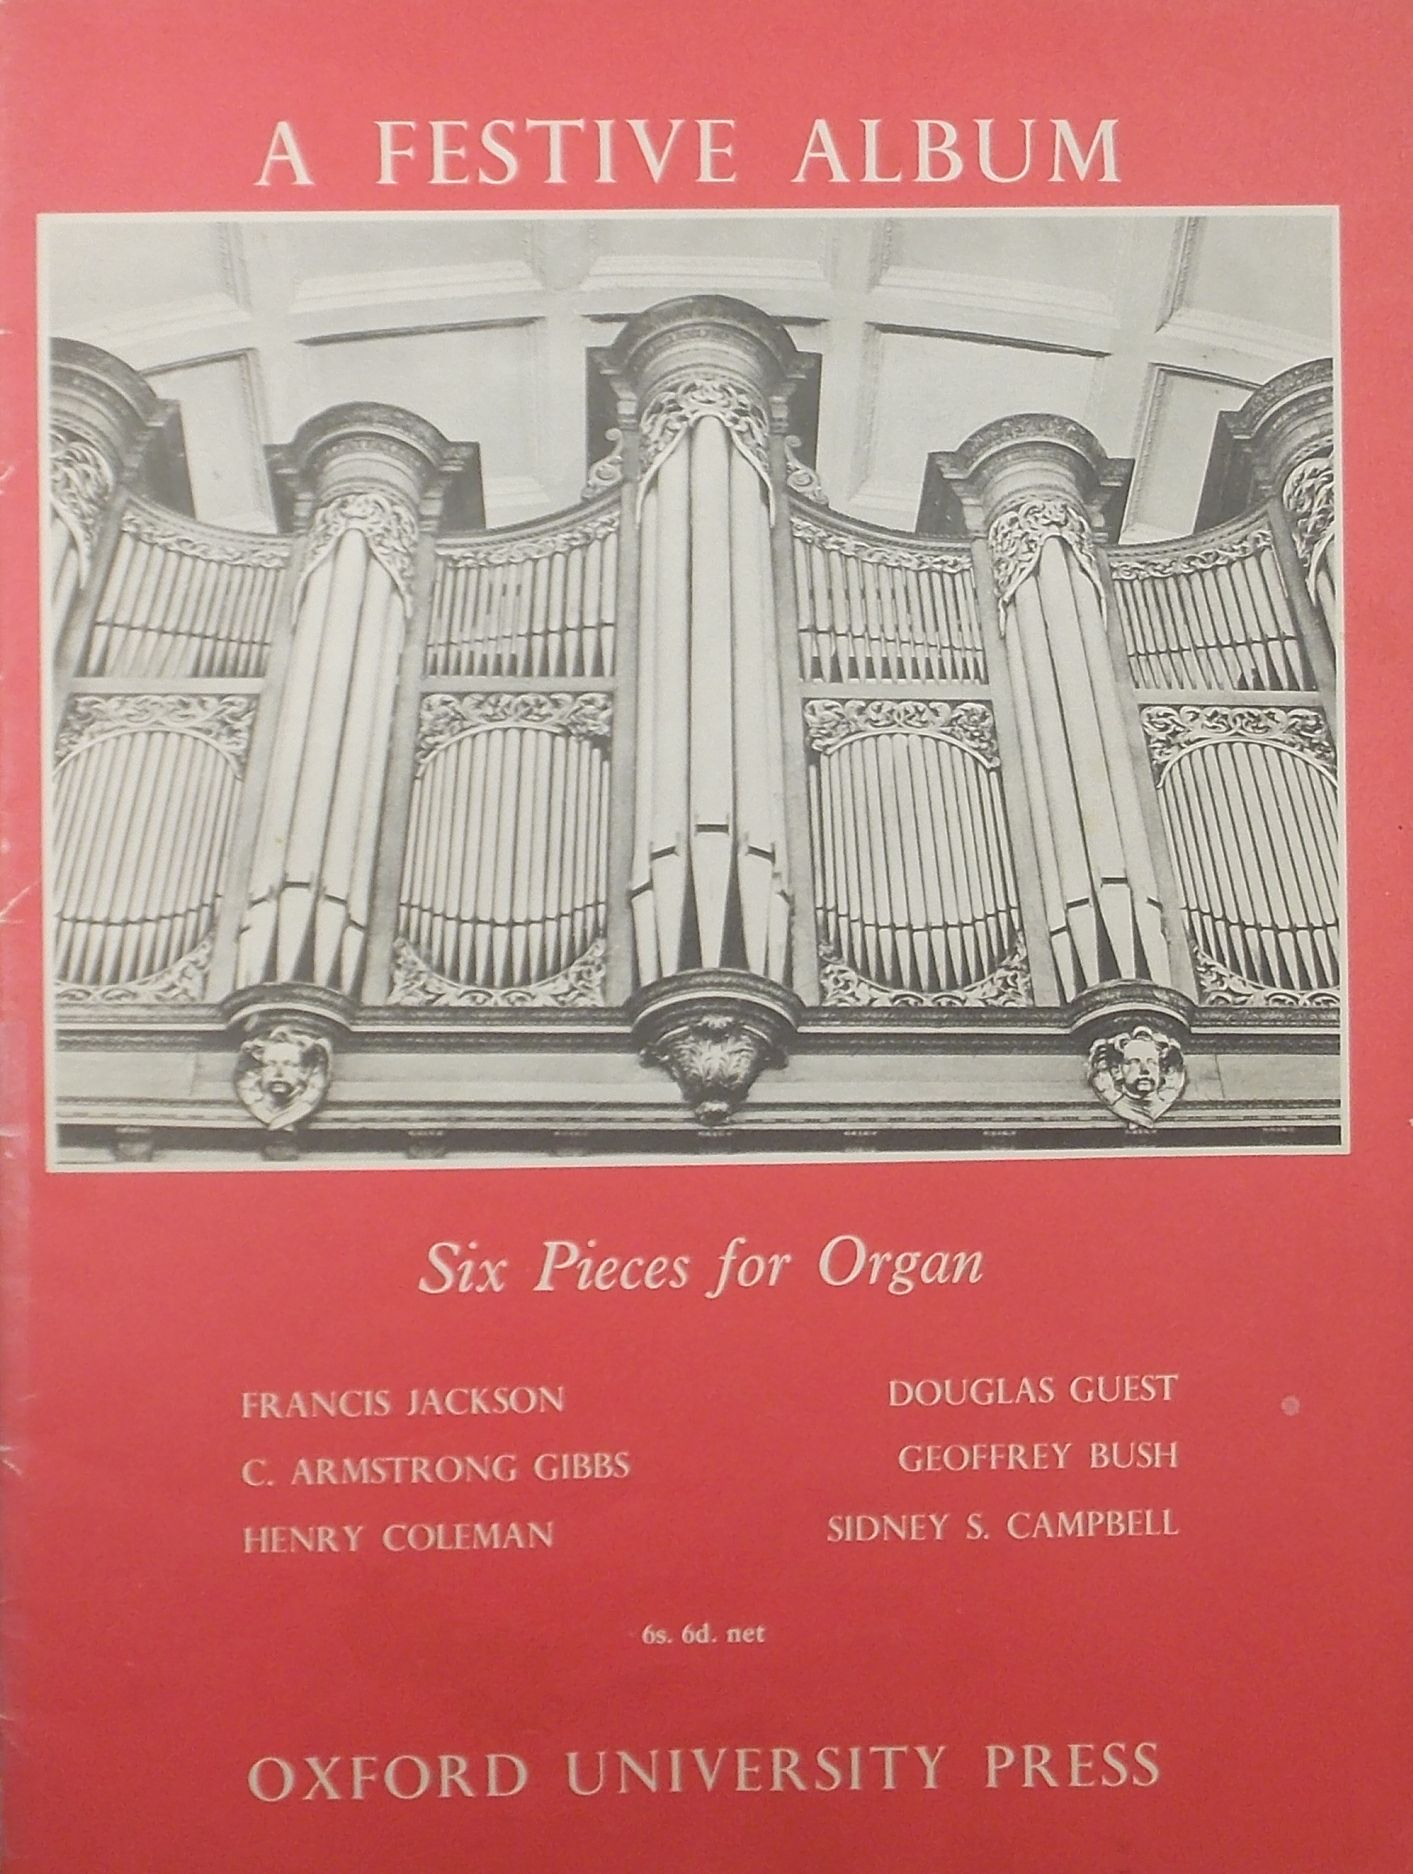 A FESTIVE ALBUM
Six Pieces for Organ
FRANCIS JACKSON
DOUGLAS GUEST
C. ARMSTRONG GIBBS
GEOFFREY BUSH
HENRY COLEMAN
SIDNEY S. CAMPBELL
6s. 6d. net
OXFORD UNIVERSITY PRESS